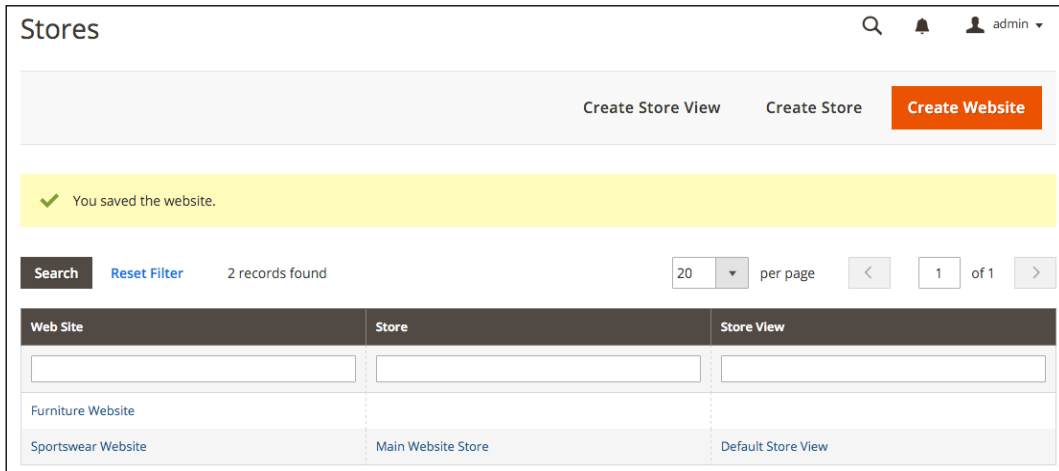 Stores
admin
Create Store View Create Store Create Website
You saved the website.
Search Reset Filter 2 records found 20 per page 1 of 1
Web Site Store Store View
Furniture Website
Sportswear Website Main Website Store Default Store View